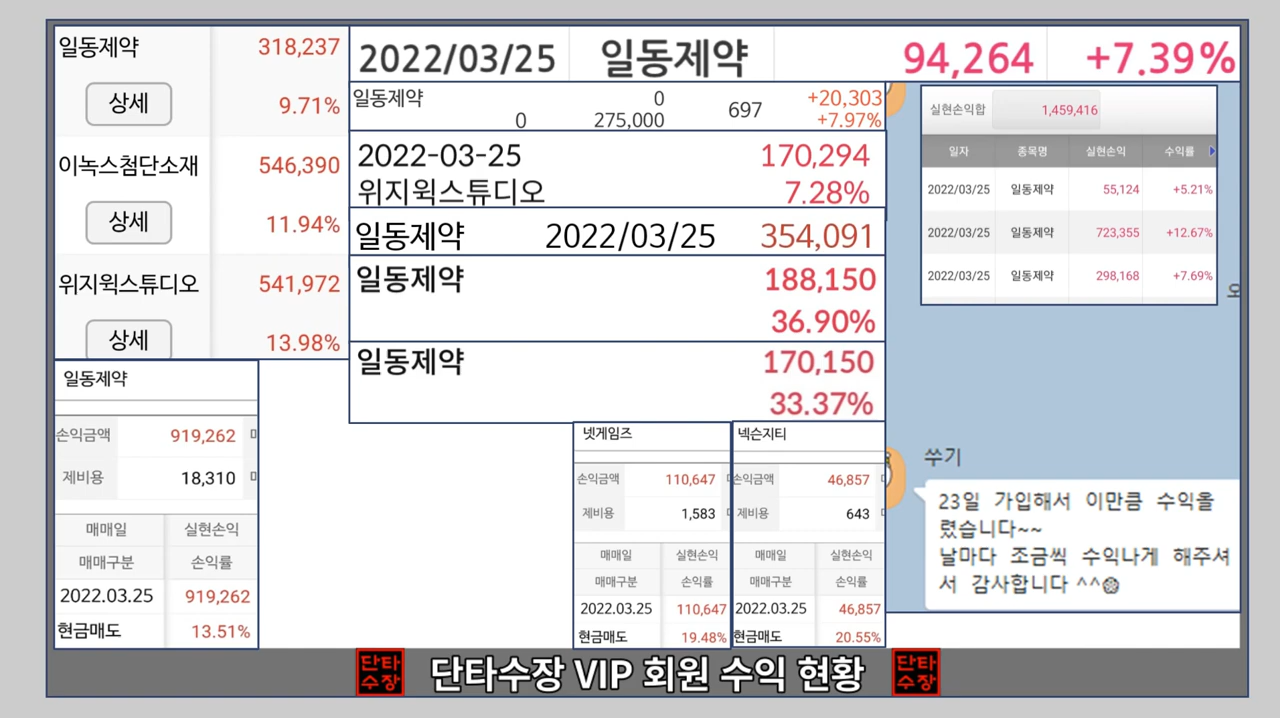 일동제약 318,237
상세 9.71%
이녹스첨단소재 546,390
상세 11.94%
위지윅스튜디오 541,972
상세 13.98%
2022/03/25 일동제약 94,264 +7.39%
일동제약 0 697 +20,303
0 275,000 +7.97%
2022-03-25 170,294
위지윅스튜디오 7.28%
일동제약 2022/03/25 354,091
일동제약 188,150
36.90%
일동제약 170,150
33.37%
실현손익합 1,459,416
일자 종목명 실현손익 수익률
2022/03/25 일동제약 55,124 +5.21%
2022/03/25 일동제약 723,355 +12.67%
2022/03/25 일동제약 298,168 +7.69%
일동제약
손익금액 919,262
제비용 18,310
매매일 실현손익
매매구분 손익률
2022.03.25 919,262
현금매도 13.51%
넷게임즈
손익금액 110,647
제비용 1,583
매매일 실현손익
매매구분 손익률
2022.03.25 110,647
현금매도 19.48%
넥슨지티
손익금액 46,857
제비용 643
매매일 실현손익
매매구분 손익률
2022.03.25 46,857
현금매도 20.55%
쑤기
23일 가입해서 이만큼 수익올
렸습니다~~
날마다 조금씩 수익나게 해주셔
서 감사합니다 ^^
단타
수장
단타수장 VIP 회원 수익 현황
단타
수장